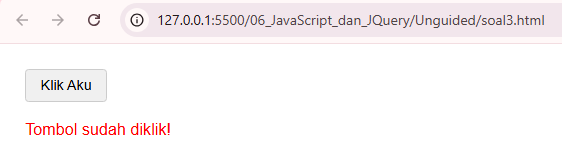 127.0.0.1:5500/06_JavaScript_dan_JQuery/Unguided/soal3.html
Klik Aku
Tombol sudah diklik!